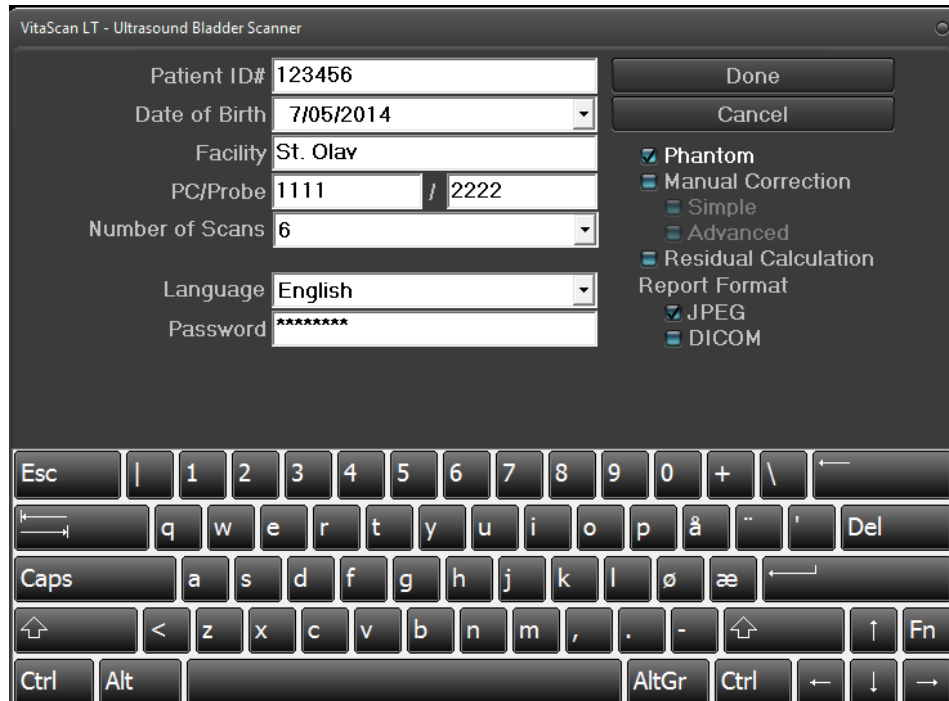 VitaScan LT - Ultrasound Bladder Scanner
Patient ID# 123456
Date of Birth 7/05/2014
Facility St. Olav
PC/Probe 1111 / 2222
Number of Scans 6
Language English
Password ********
Done
Cancel
Phantom
Manual Correction
Simple
Advanced
Residual Calculation
Report Format
JPEG
DICOM
Esc | 1 2 3 4 5 6 7 8 9 0 + \
q w e r t y u i o p å ¨ ' Del
Caps a s d f g h j k l ø æ
< z x c v b n m , . - ↑ Fn
Ctrl Alt AltGr Ctrl ← ↓ →